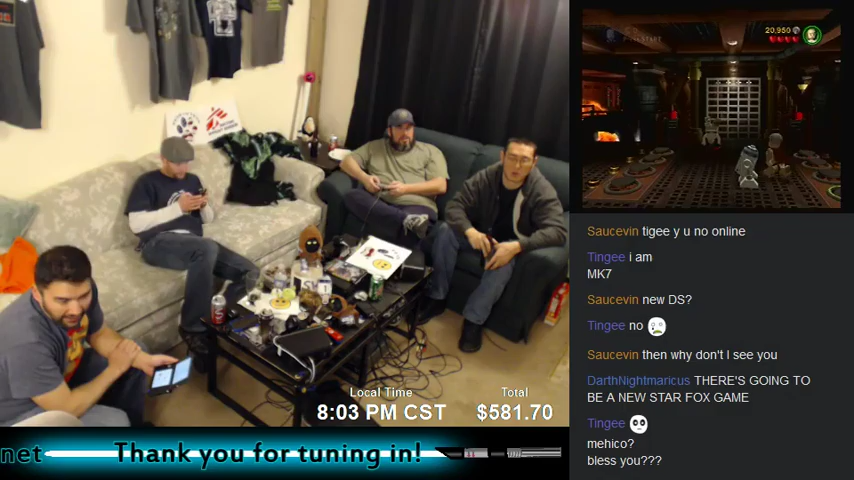 20,950
Saucevin tigee y u no online
Tingee i am
MK7
Saucevin new DS?
Tingee no
Saucevin then why don't I see you
DarthNightmaricus THERE'S GOING TO
BE A NEW STAR FOX GAME
Tingee
mehico?
bless you???
Local Time
8:03 PM CST
Total
$581.70
net
Thank you for tuning in!